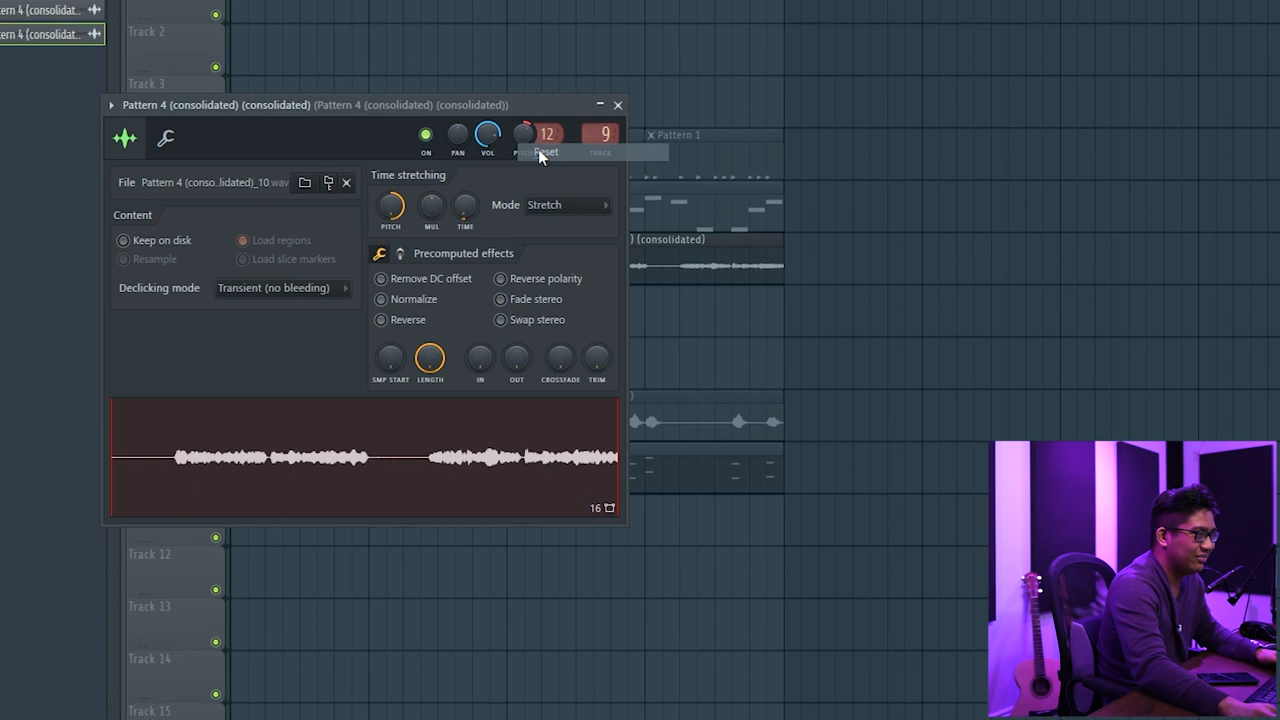 tern 4 (consolidat..
tern 4 (consolidat..
Track 2
...
Track 3
Pattern 4 (consolidated) (consolidated) (Pattern 4 (consolidated) (consolidated))
12
9
ON
PAN
VOL
Reset
TRACK
Pattern 1
File
Pattern 4 (conso..lidated)_10.wav
Content
Keep on disk
Load regions
Resample
Load slice markers
Declicking mode
Transient (no bleeding)
Time stretching
PITCH
MUL
TIME
Mode
Stretch
Precomputed effects
Remove DC offset
Reverse polarity
Normalize
Fade stereo
Reverse
Swap stereo
SMP START
LENGTH
IN
OUT
CROSSFADE
TRIM
16
) (consolidated)
)
Track 12
...
Track 13
...
Track 14
...
Track 15